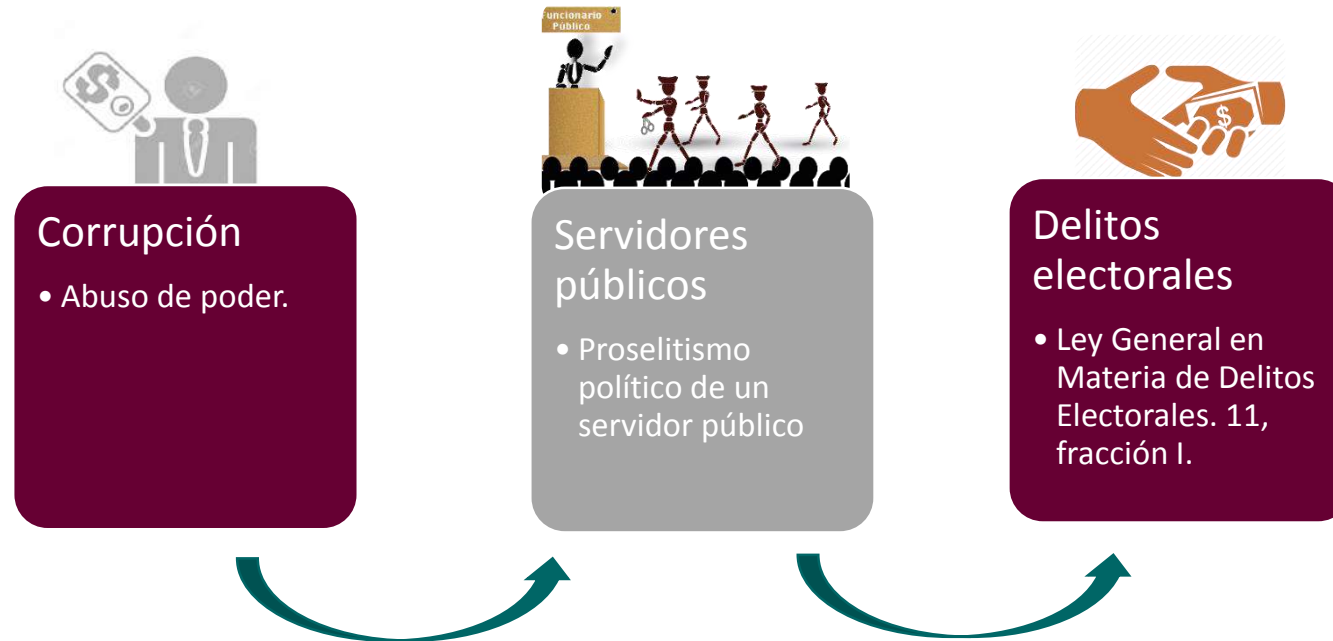 Funcionario
Público
$
$
Corrupción
• Abuso de poder.
Servidores
públicos
• Proselitismo
político de un
servidor público
Delitos
electorales
• Ley General en
Materia de Delitos
Electorales. 11,
fracción I.